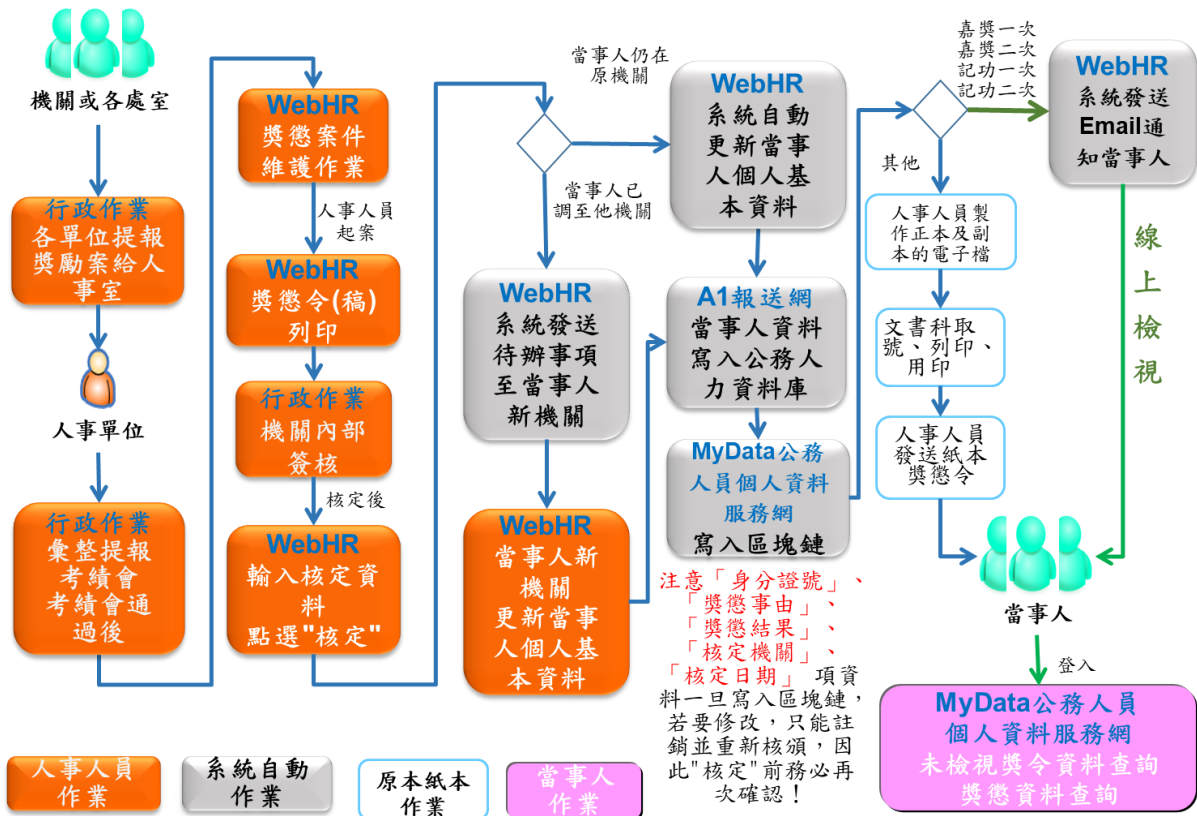 機關或各處室
行政作業
各單位提報
獎勵案給人
事室
人事單位
行政作業
彙整提報
考績會
考績會通
過後
WebHR
獎懲案件
維護作業
人事人員
起案
WebHR
獎懲令(稿)
列印
行政作業
機關內部
簽核
核定後
WebHR
輸入核定資
料
點選"核定"
當事人仍在
原機關
當事人已
調至他機關
WebHR
系統發送
待辦事項
至當事人
新機關
WebHR
當事人新
機關
更新當事
人個人基
本資料
WebHR
系統自動
更新當事
人個人基
本資料
A1報送網
當事人資料
寫入公務人
力資料庫
MyData公務
人員個人資料
服務網
寫入區塊鏈
注意「身分證號」、
「獎懲事由」、
「獎懲結果」、
「核定機關」、
「核定日期」 項資
料一旦寫入區塊鏈，
若要修改，只能註
銷並重新核頒，因
此"核定"前務必再
次確認！
嘉獎一次
嘉獎二次
記功一次
記功二次
其他
人事人員製
作正本及副
本的電子檔
文書科取
號、列印、
用印
人事人員
發送紙本
獎懲令
WebHR
系統發送
Email通
知當事人
線
上
檢
視
當事人
登入
MyData公務人員
個人資料服務網
未檢視獎令資料查詢
獎懲資料查詢
人事人員
作業
系統自動
作業
原本紙本
作業
當事人
作業